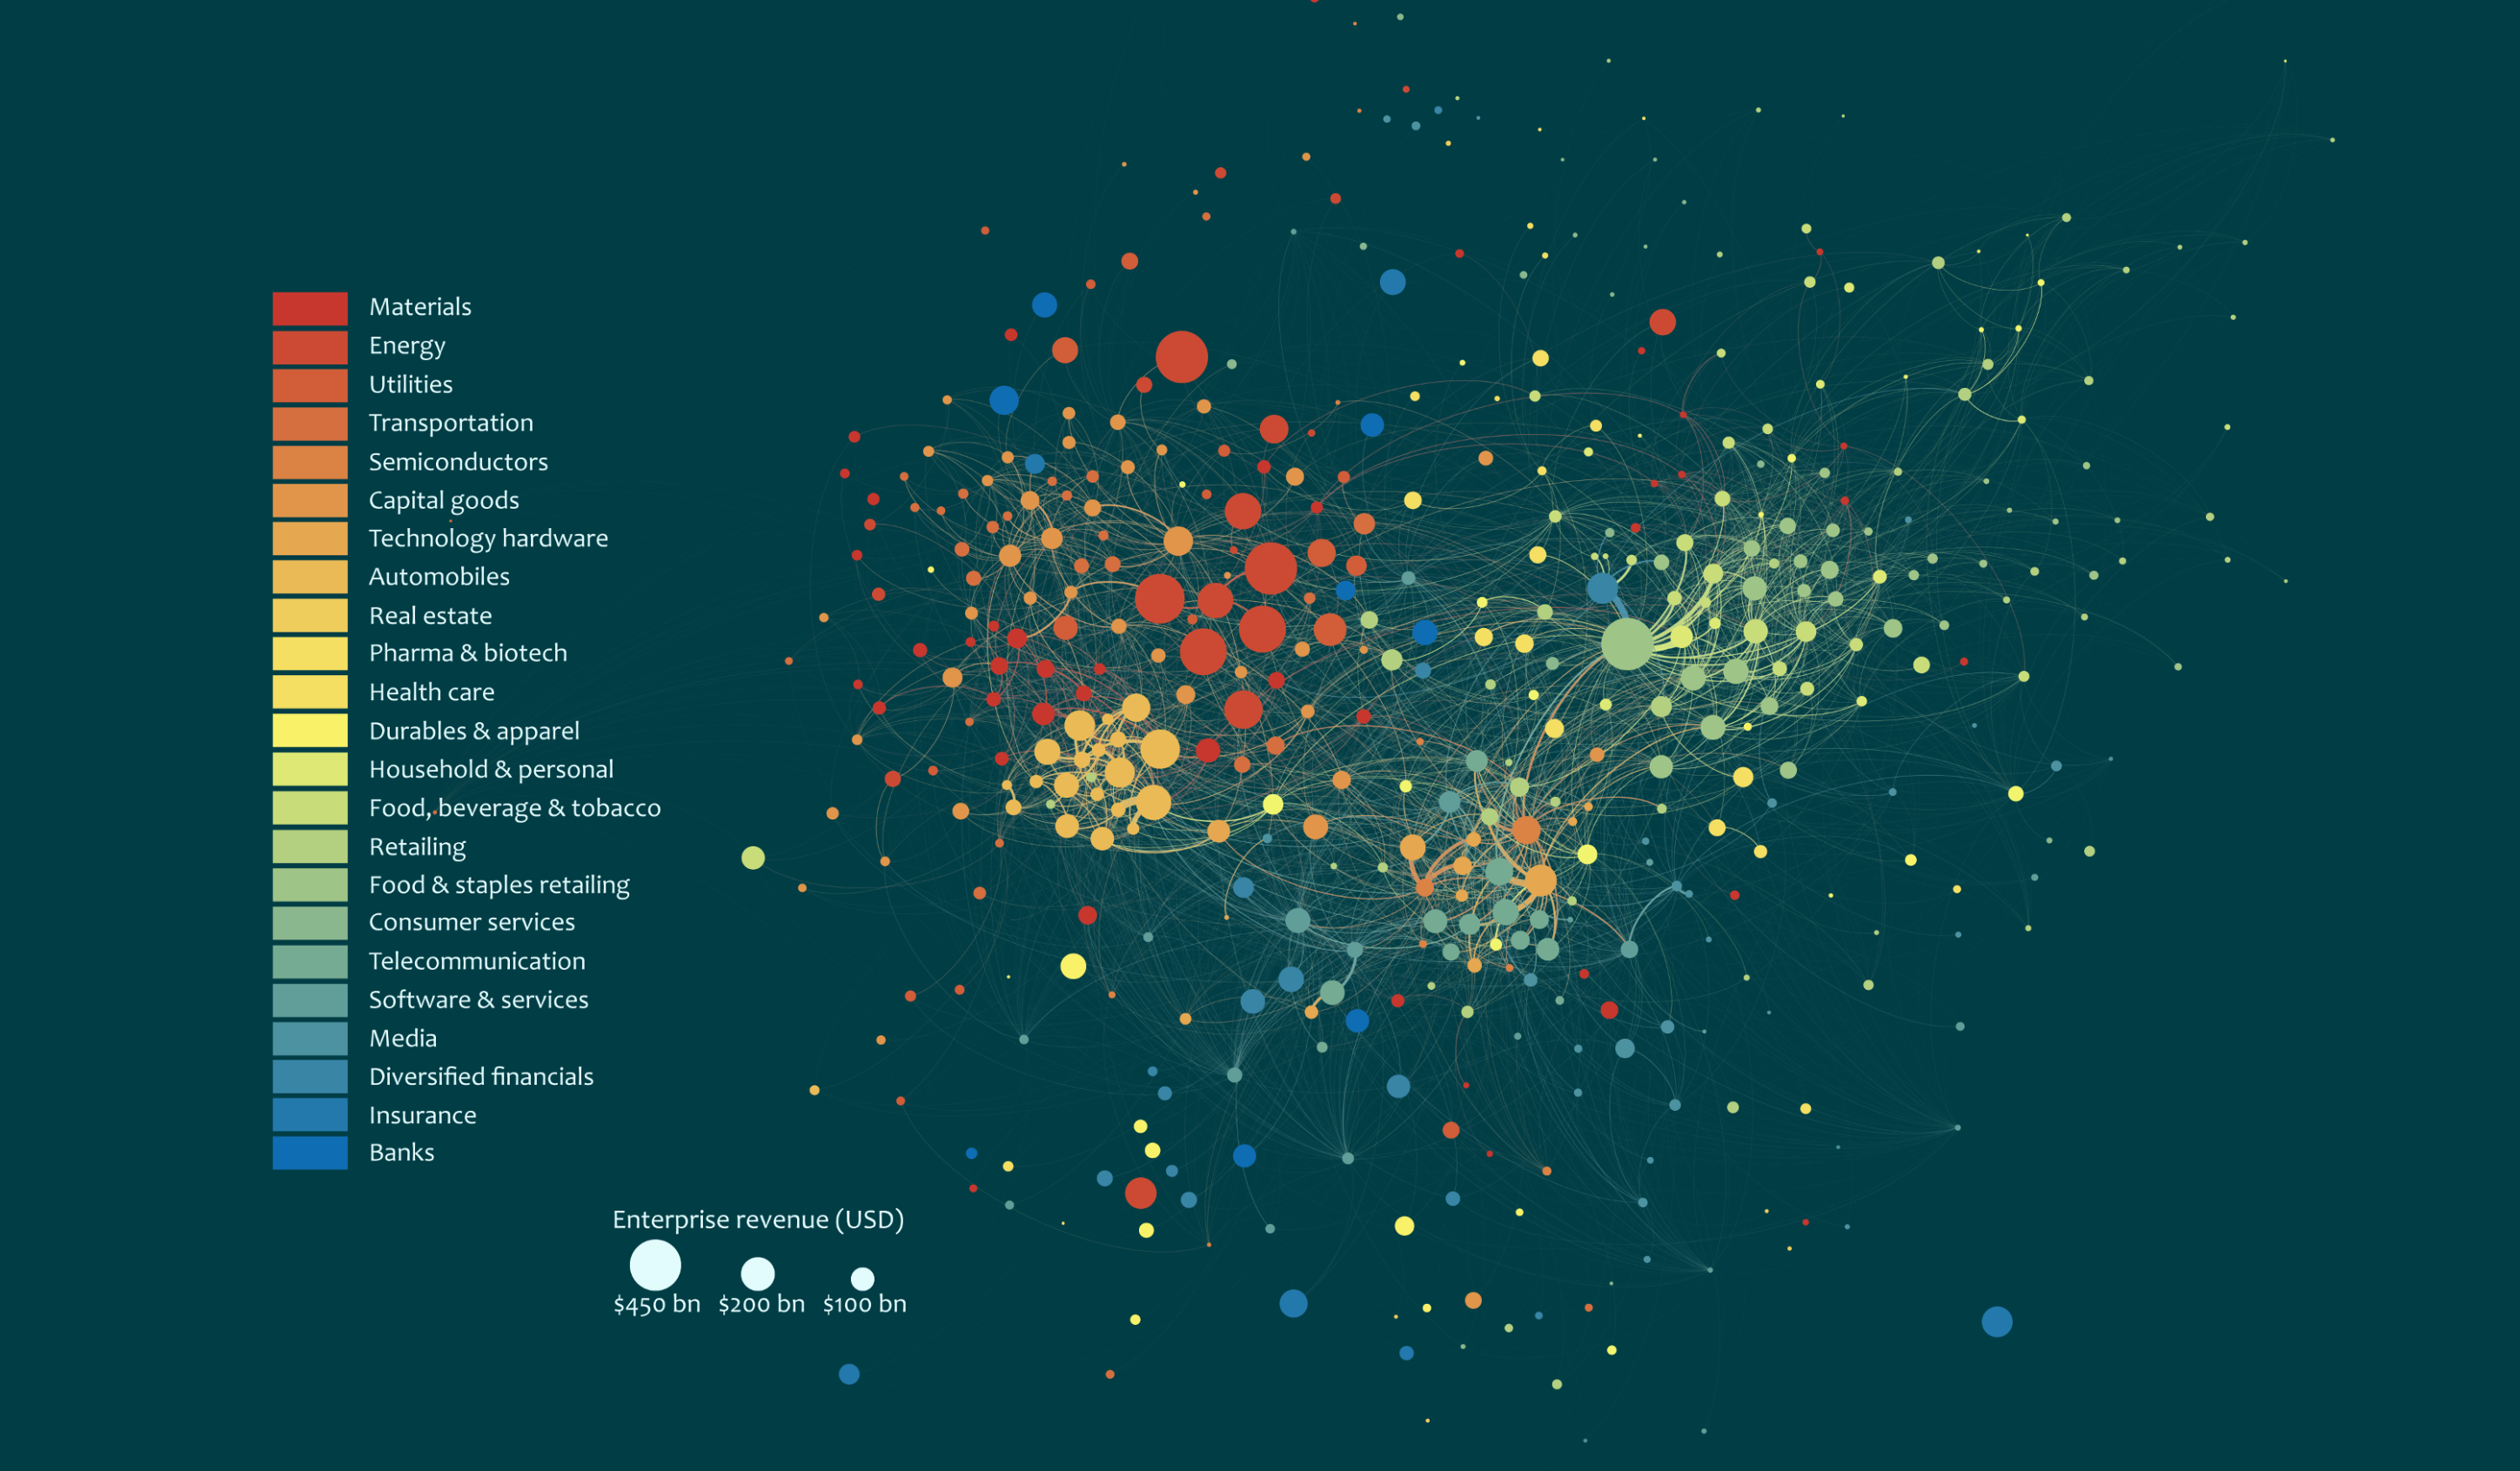 Materials
Energy
Utilities
Transportation
Semiconductors
Capital goods
Technology hardware
Automobiles
Real estate
Pharma & biotech
Health care
Durables & apparel
Household & personal
Food, beverage & tobacco
Retailing
Food & staples retailing
Consumer services
Telecommunication
Software & services
Media
Diversified financials
Insurance
Banks
Enterprise revenue (USD)
$450 bn $200 bn $100 bn